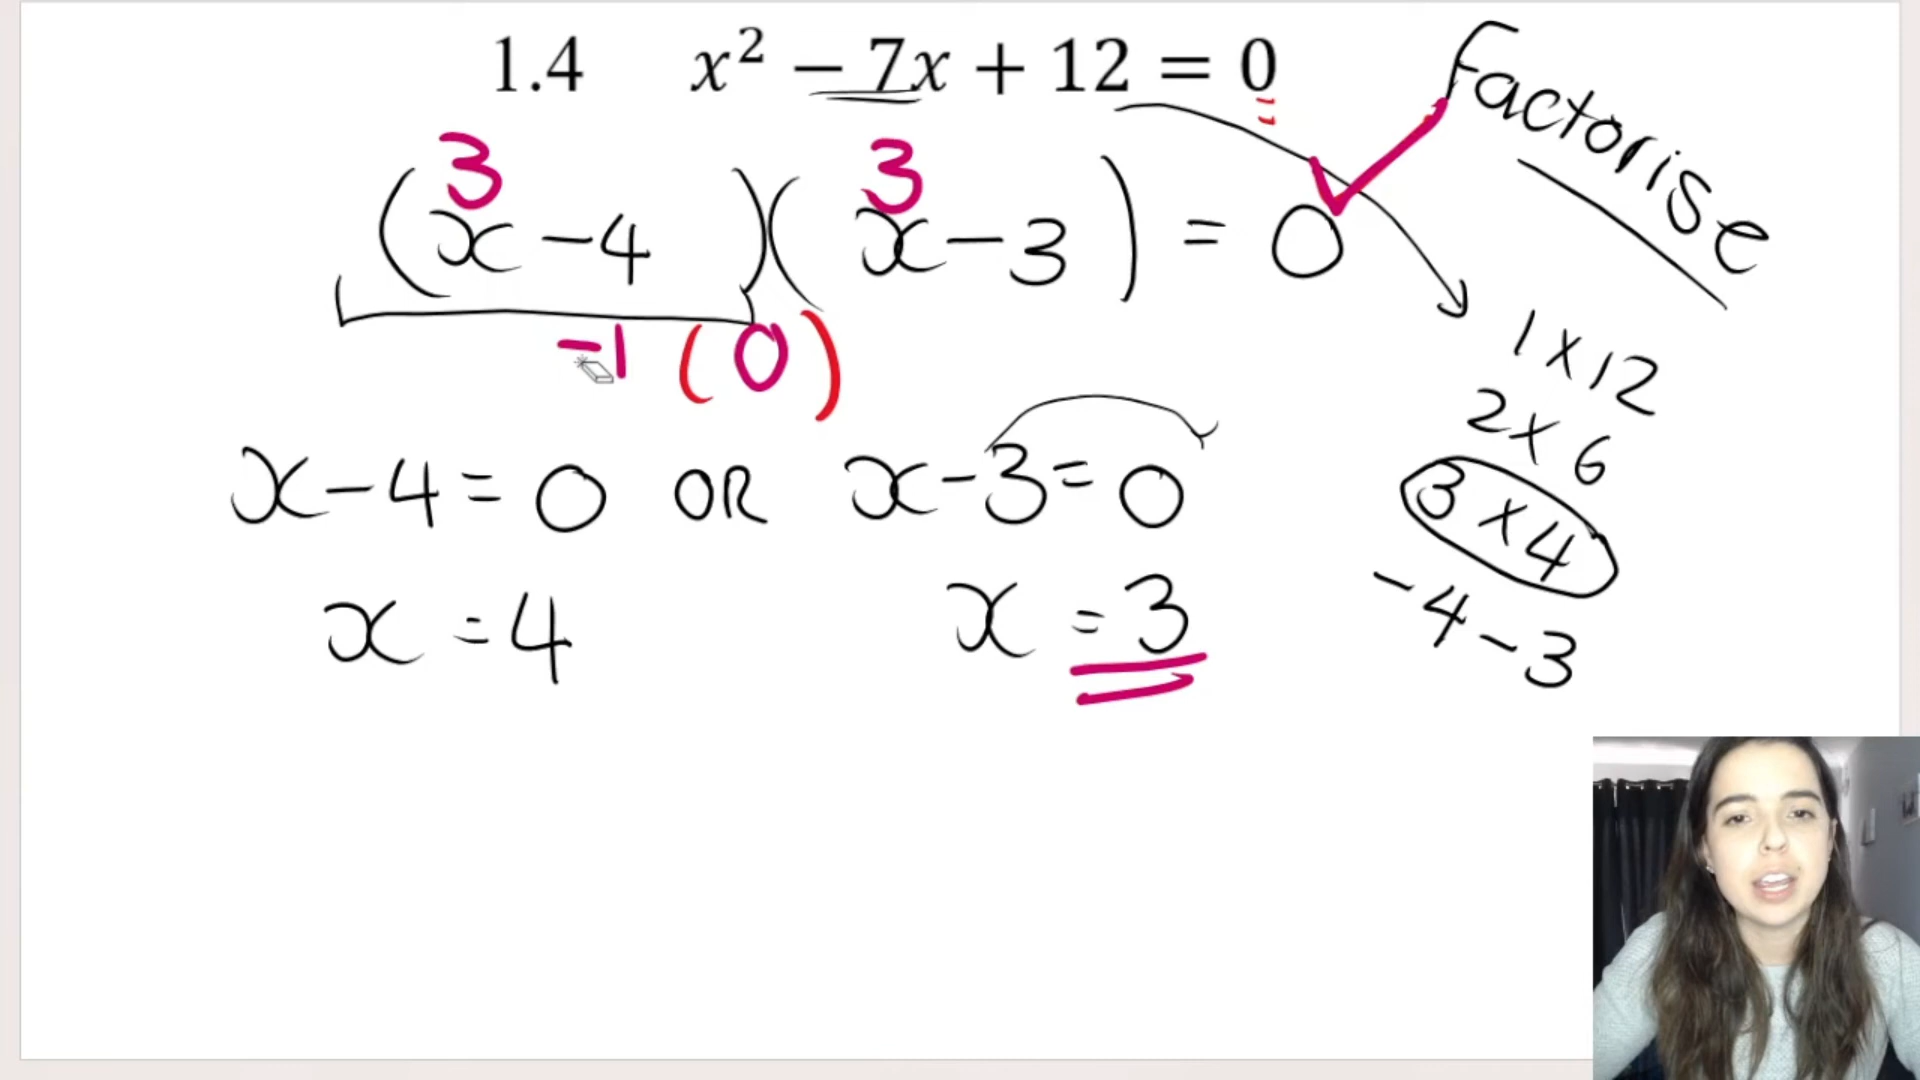 1.4 x² − 7x + 12 = 0
Factorise
3 3
(x − 4)(x − 3) = 0
−1 (0)
1 x 12
2 x 6
3 x 4
−4 −3
x − 4 = 0 OR x − 3 = 0
x = 4 x = 3